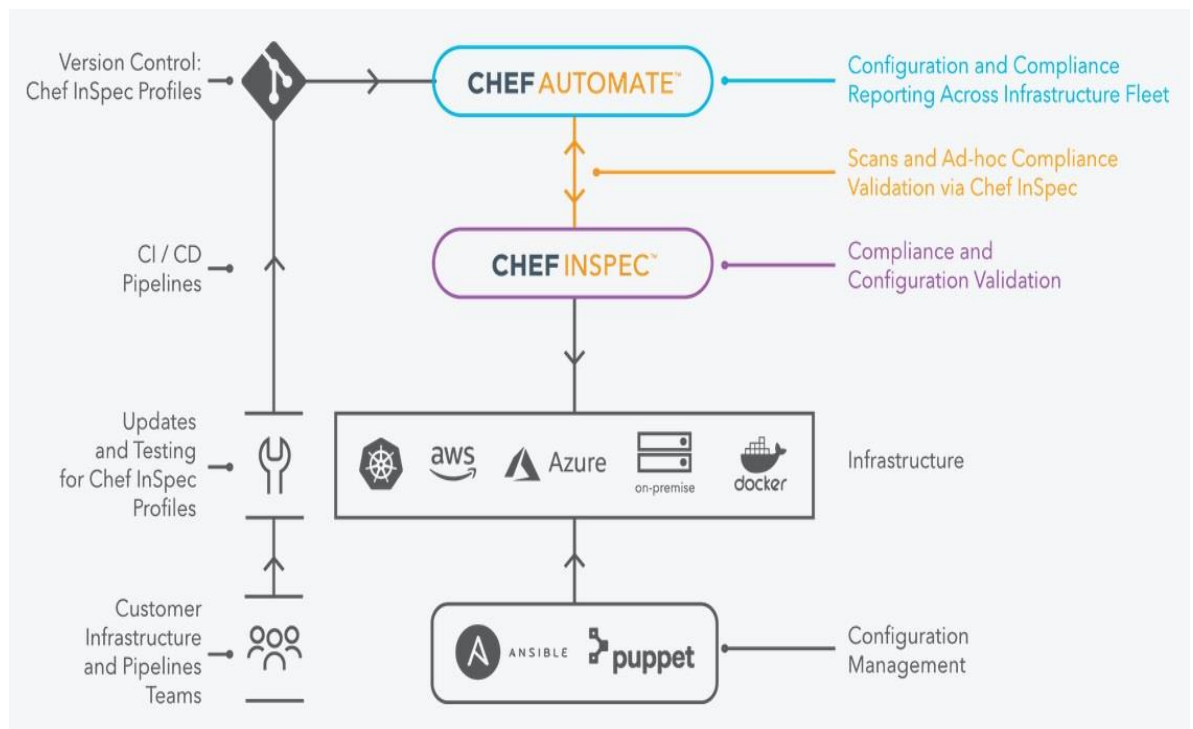 Version Control:
Chef InSpec Profiles
CHEF AUTOMATE™
Configuration and Compliance
Reporting Across Infrastructure Fleet
Scans and Ad-hoc Compliance
Validation via Chef InSpec
CI / CD
Pipelines
CHEF INSPEC™
Compliance and
Configuration Validation
Updates
and Testing
for Chef InSpec
Profiles
aws
Azure
on-premise
docker
Infrastructure
Customer
Infrastructure
and Pipelines
Teams
A
ANSIBLE
puppet
Configuration
Management